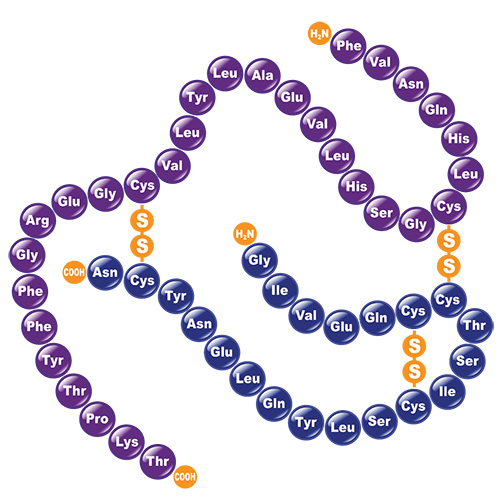 H₂N Phe Val Asn Gln His Leu Cys Gly Ser His Leu Val Glu Ala Leu Tyr Leu Val Cys Gly Glu Arg Gly Phe Phe Tyr Thr Pro Lys Thr COOH
S
S
S
S
H₂N Gly Ile Val Glu Gln Cys Cys Thr Ser Ile Cys Ser Leu Tyr Gln Leu Glu Asn Tyr Cys Asn COOH
S
S